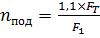 n_под = 1,1×F_T / F_1